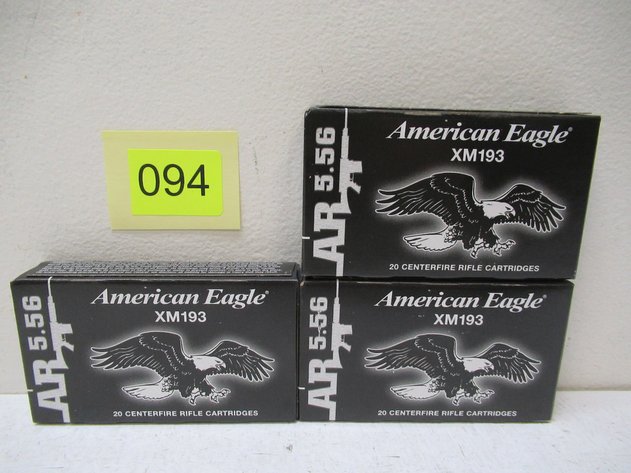 094
AR 5.56
American Eagle®
XM193
20 CENTERFIRE RIFLE CARTRIDGES
AR 5.56
American Eagle®
XM193
20 CENTERFIRE RIFLE CARTRIDGES
AR 5.56
American Eagle®
XM193
20 CENTERFIRE RIFLE CARTRIDGES